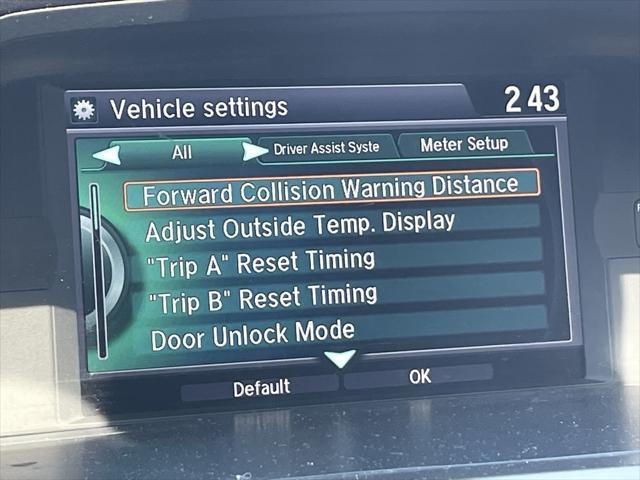 Vehicle settings
2 43
All
Driver Assist Syste
Meter Setup
Forward Collision Warning Distance
Adjust Outside Temp. Display
"Trip A" Reset Timing
"Trip B" Reset Timing
Door Unlock Mode
Default
OK